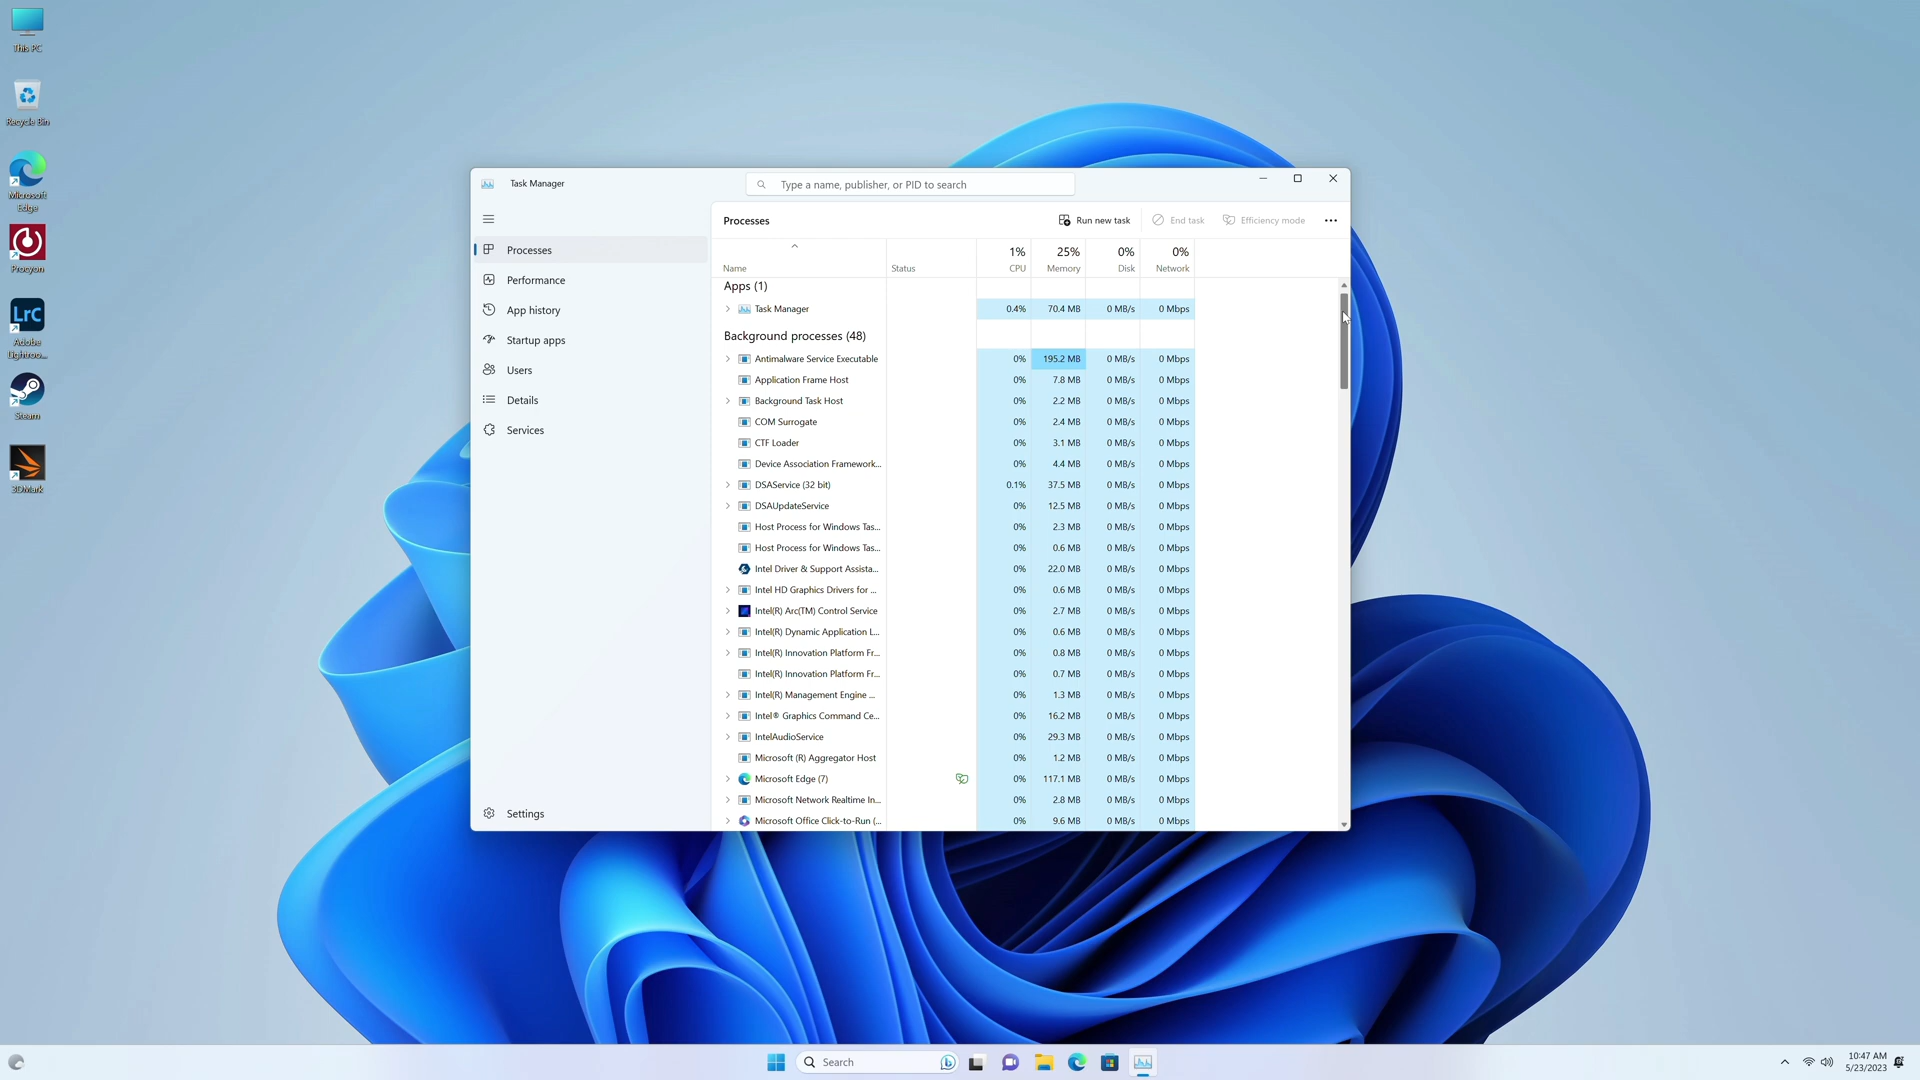 This PC
Recycle Bin
Microsoft
Edge
Procyon
LrC
Adobe
Lightroo...
Steam
3DMark
Task Manager
Type a name, publisher, or PID to search
Processes
Performance
App history
Startup apps
Users
Details
Services
Settings
Processes
Run new task
End task
Efficiency mode
1% 25% 0% 0%
Name Status CPU Memory Disk Network
Apps (1)
Task Manager 0.4% 70.4 MB 0 MB/s 0 Mbps
Background processes (48)
Antimalware Service Executable 0% 195.2 MB 0 MB/s 0 Mbps
Application Frame Host 0% 7.8 MB 0 MB/s 0 Mbps
Background Task Host 0% 2.2 MB 0 MB/s 0 Mbps
COM Surrogate 0% 2.4 MB 0 MB/s 0 Mbps
CTF Loader 0% 3.1 MB 0 MB/s 0 Mbps
Device Association Framework... 0% 4.4 MB 0 MB/s 0 Mbps
DSAService (32 bit) 0.1% 37.5 MB 0 MB/s 0 Mbps
DSAUpdateService 0% 12.5 MB 0 MB/s 0 Mbps
Host Process for Windows Tas... 0% 2.3 MB 0 MB/s 0 Mbps
Host Process for Windows Tas... 0% 0.6 MB 0 MB/s 0 Mbps
Intel Driver & Support Assista... 0% 22.0 MB 0 MB/s 0 Mbps
Intel HD Graphics Drivers for ... 0% 0.6 MB 0 MB/s 0 Mbps
Intel(R) Arc(TM) Control Service 0% 2.7 MB 0 MB/s 0 Mbps
Intel(R) Dynamic Application L... 0% 0.6 MB 0 MB/s 0 Mbps
Intel(R) Innovation Platform Fr... 0% 0.8 MB 0 MB/s 0 Mbps
Intel(R) Innovation Platform Fr... 0% 0.7 MB 0 MB/s 0 Mbps
Intel(R) Management Engine ... 0% 1.3 MB 0 MB/s 0 Mbps
Intel® Graphics Command Ce... 0% 16.2 MB 0 MB/s 0 Mbps
IntelAudioService 0% 29.3 MB 0 MB/s 0 Mbps
Microsoft (R) Aggregator Host 0% 1.2 MB 0 MB/s 0 Mbps
Microsoft Edge (7) 0% 117.1 MB 0 MB/s 0 Mbps
Microsoft Network Realtime In... 0% 2.8 MB 0 MB/s 0 Mbps
Microsoft Office Click-to-Run (... 0% 9.6 MB 0 MB/s 0 Mbps
Search
10:47 AM
5/23/2023